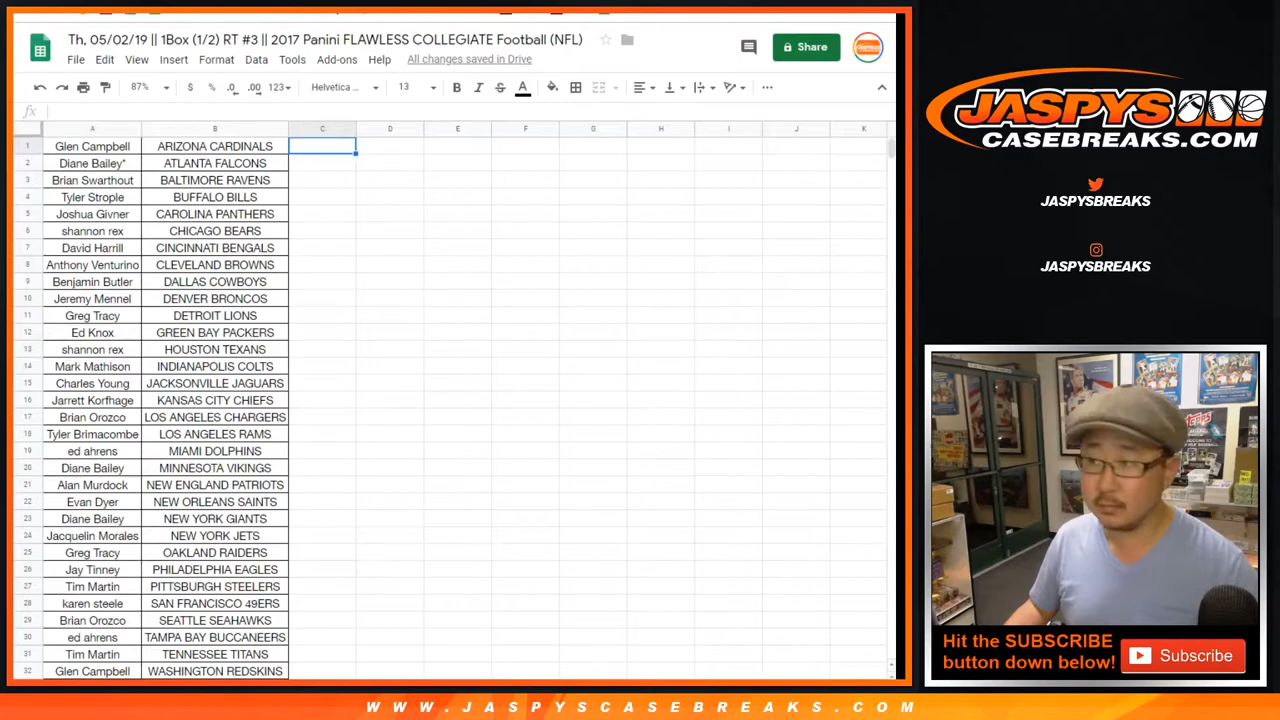 Th, 05/02/19 || 1Box (1/2) RT #3 || 2017 Panini FLAWLESS COLLEGIATE Football (NFL)
Share
File Edit View Insert Format Data Tools Add-ons Help All changes saved in Drive
87% $ % .0 .00 123 Helvetica ... 13 B I S A
fx
A B C D E F G H I J K
1 Glen Campbell ARIZONA CARDINALS
2 Diane Bailey* ATLANTA FALCONS
3 Brian Swarthout BALTIMORE RAVENS
4 Tyler Strople BUFFALO BILLS
5 Joshua Givner CAROLINA PANTHERS
6 shannon rex CHICAGO BEARS
7 David Harrill CINCINNATI BENGALS
8 Anthony Venturino CLEVELAND BROWNS
9 Benjamin Butler DALLAS COWBOYS
10 Jeremy Mennel DENVER BRONCOS
11 Greg Tracy DETROIT LIONS
12 Ed Knox GREEN BAY PACKERS
13 shannon rex HOUSTON TEXANS
14 Mark Mathison INDIANAPOLIS COLTS
15 Charles Young JACKSONVILLE JAGUARS
16 Jarrett Korfhage KANSAS CITY CHIEFS
17 Brian Orozco LOS ANGELES CHARGERS
18 Tyler Brimacombe LOS ANGELES RAMS
19 ed ahrens MIAMI DOLPHINS
20 Diane Bailey MINNESOTA VIKINGS
21 Alan Murdock NEW ENGLAND PATRIOTS
22 Evan Dyer NEW ORLEANS SAINTS
23 Diane Bailey NEW YORK GIANTS
24 Jacquelin Morales NEW YORK JETS
25 Greg Tracy OAKLAND RAIDERS
26 Jay Tinney PHILADELPHIA EAGLES
27 Tim Martin PITTSBURGH STEELERS
28 karen steele SAN FRANCISCO 49ERS
29 Brian Orozco SEATTLE SEAHAWKS
30 ed ahrens TAMPA BAY BUCCANEERS
31 Tim Martin TENNESSEE TITANS
32 Glen Campbell WASHINGTON REDSKINS
JASPYS
CASEBREAKS.COM
JASPYSBREAKS
JASPYSBREAKS
topps
Hit the SUBSCRIBE
button down below!
Subscribe
WWW.JASPYSCASEBREAKS.COM